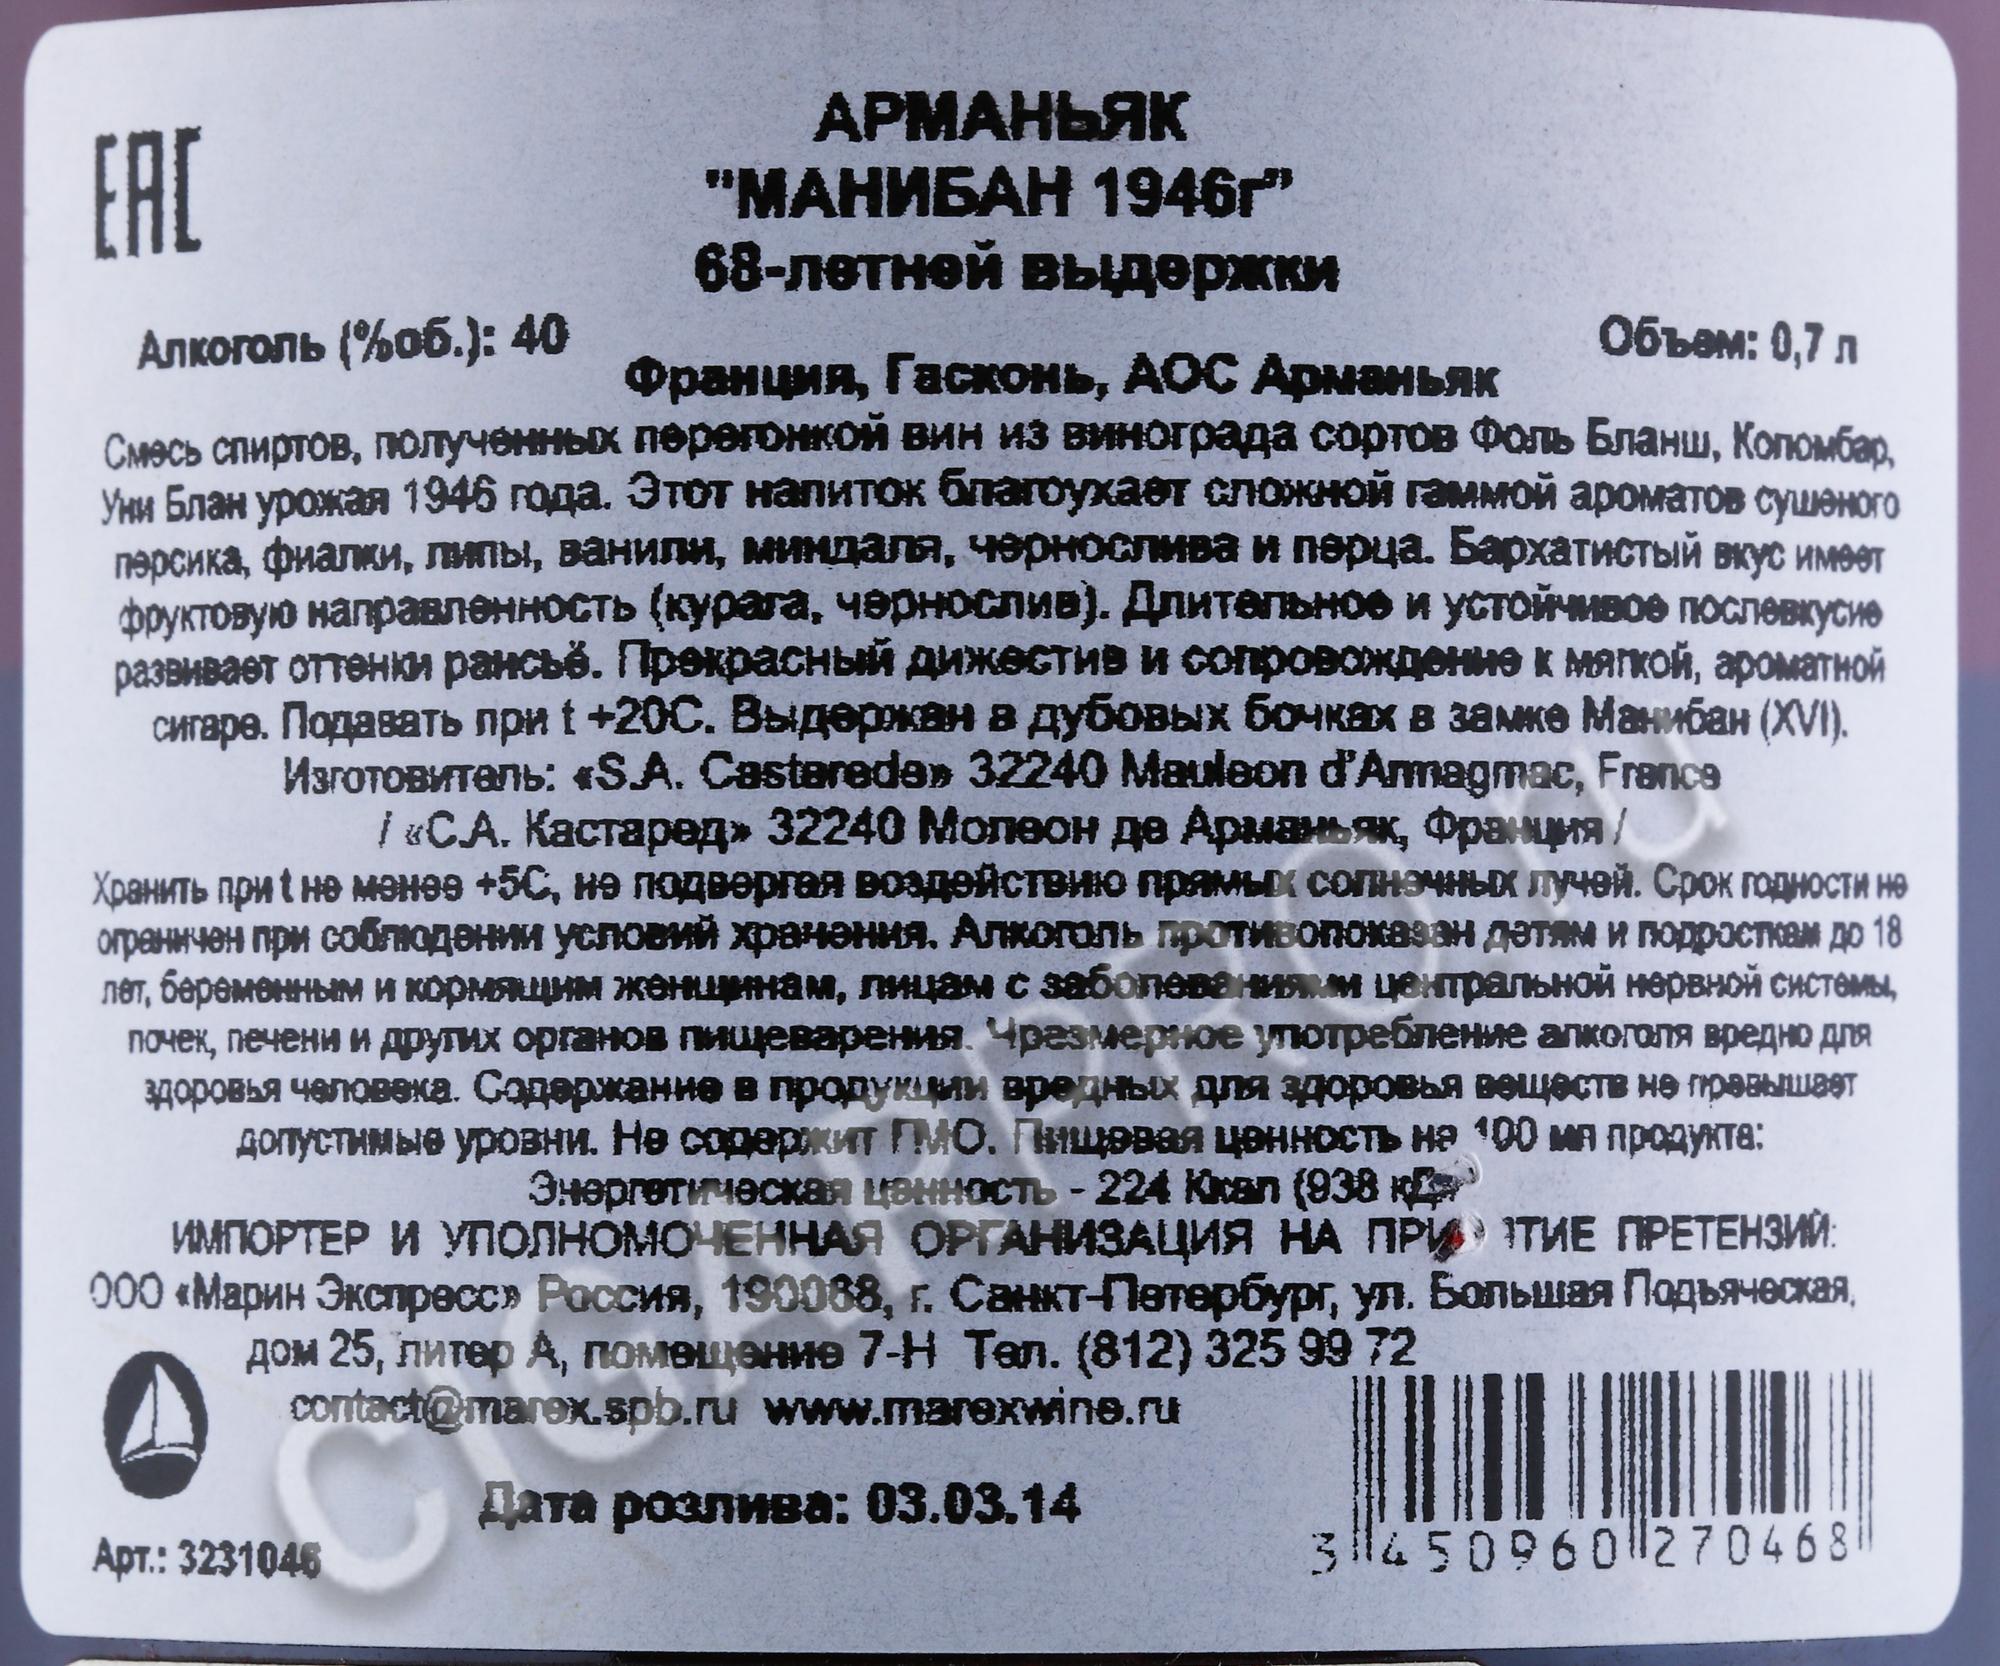 EAC
АРМАНЬЯК
"МАНИБАН 1946г"
68-летней выдержки
Алкоголь (%об.): 40
Объем: 0,7 л
Франция, Гасконь, АОС Арманьяк
Смесь спиртов, полученных перегонкой вин из винограда сортов Фоль Бланш, Коломбар,
Уни Блан урожая 1946 года. Этот напиток благоухает сложной гаммой ароматов сушеного
персика, фиалки, липы, ванили, миндаля, чернослива и перца. Бархатистый вкус имеет
фруктовую направленность (курага, чернослив). Длительное и устойчивое послевкусие
развивает оттенки рансьё. Прекрасный дижестив и сопровождение к мягкой, ароматной
сигаре. Подавать при t +20С. Выдержан в дубовых бочках в замке Манибан (XVI).
Изготовитель: «S.A. Casterede» 32240 Mauleon d'Armagmac, France
/ «С.А. Кастаред» 32240 Молеон де Арманьяк, Франция /
Хранить при t не менее +5С, не подвергая воздействию прямых солнечных лучей. Срок годности не
ограничен при соблюдении условий хранения. Алкоголь противопоказан детям и подросткам до 18
лет, беременным и кормящим женщинам, лицам с заболеваниями центральной нервной системы,
почек, печени и других органов пищеварения. Чрезмерное употребление алкоголя вредно для
здоровья человека. Содержание в продукции вредных для здоровья веществ не превышает
допустимые уровни. Не содержит ГМО. Пищевая ценность на 100 мл продукта:
Энергетическая ценность - 224 Ккал (938
ИМПОРТЕР И УПОЛНОМОЧЕННАЯ ОРГАНИЗАЦИЯ НА ПРЕТЕНЗИЙ:
ООО «Марин Экспресс» Россия, 190068, г. Санкт-Петербург, ул. Большая Подъяческая,
дом 25, литер А, помещение 7-Н Тел. (812) 325 99 72
contact@marex.spb.ru www.marexwine.ru
Дата розлива: 03.03.14
Арт.: 3231046
3 450960 270468
CIGARPRO.ru